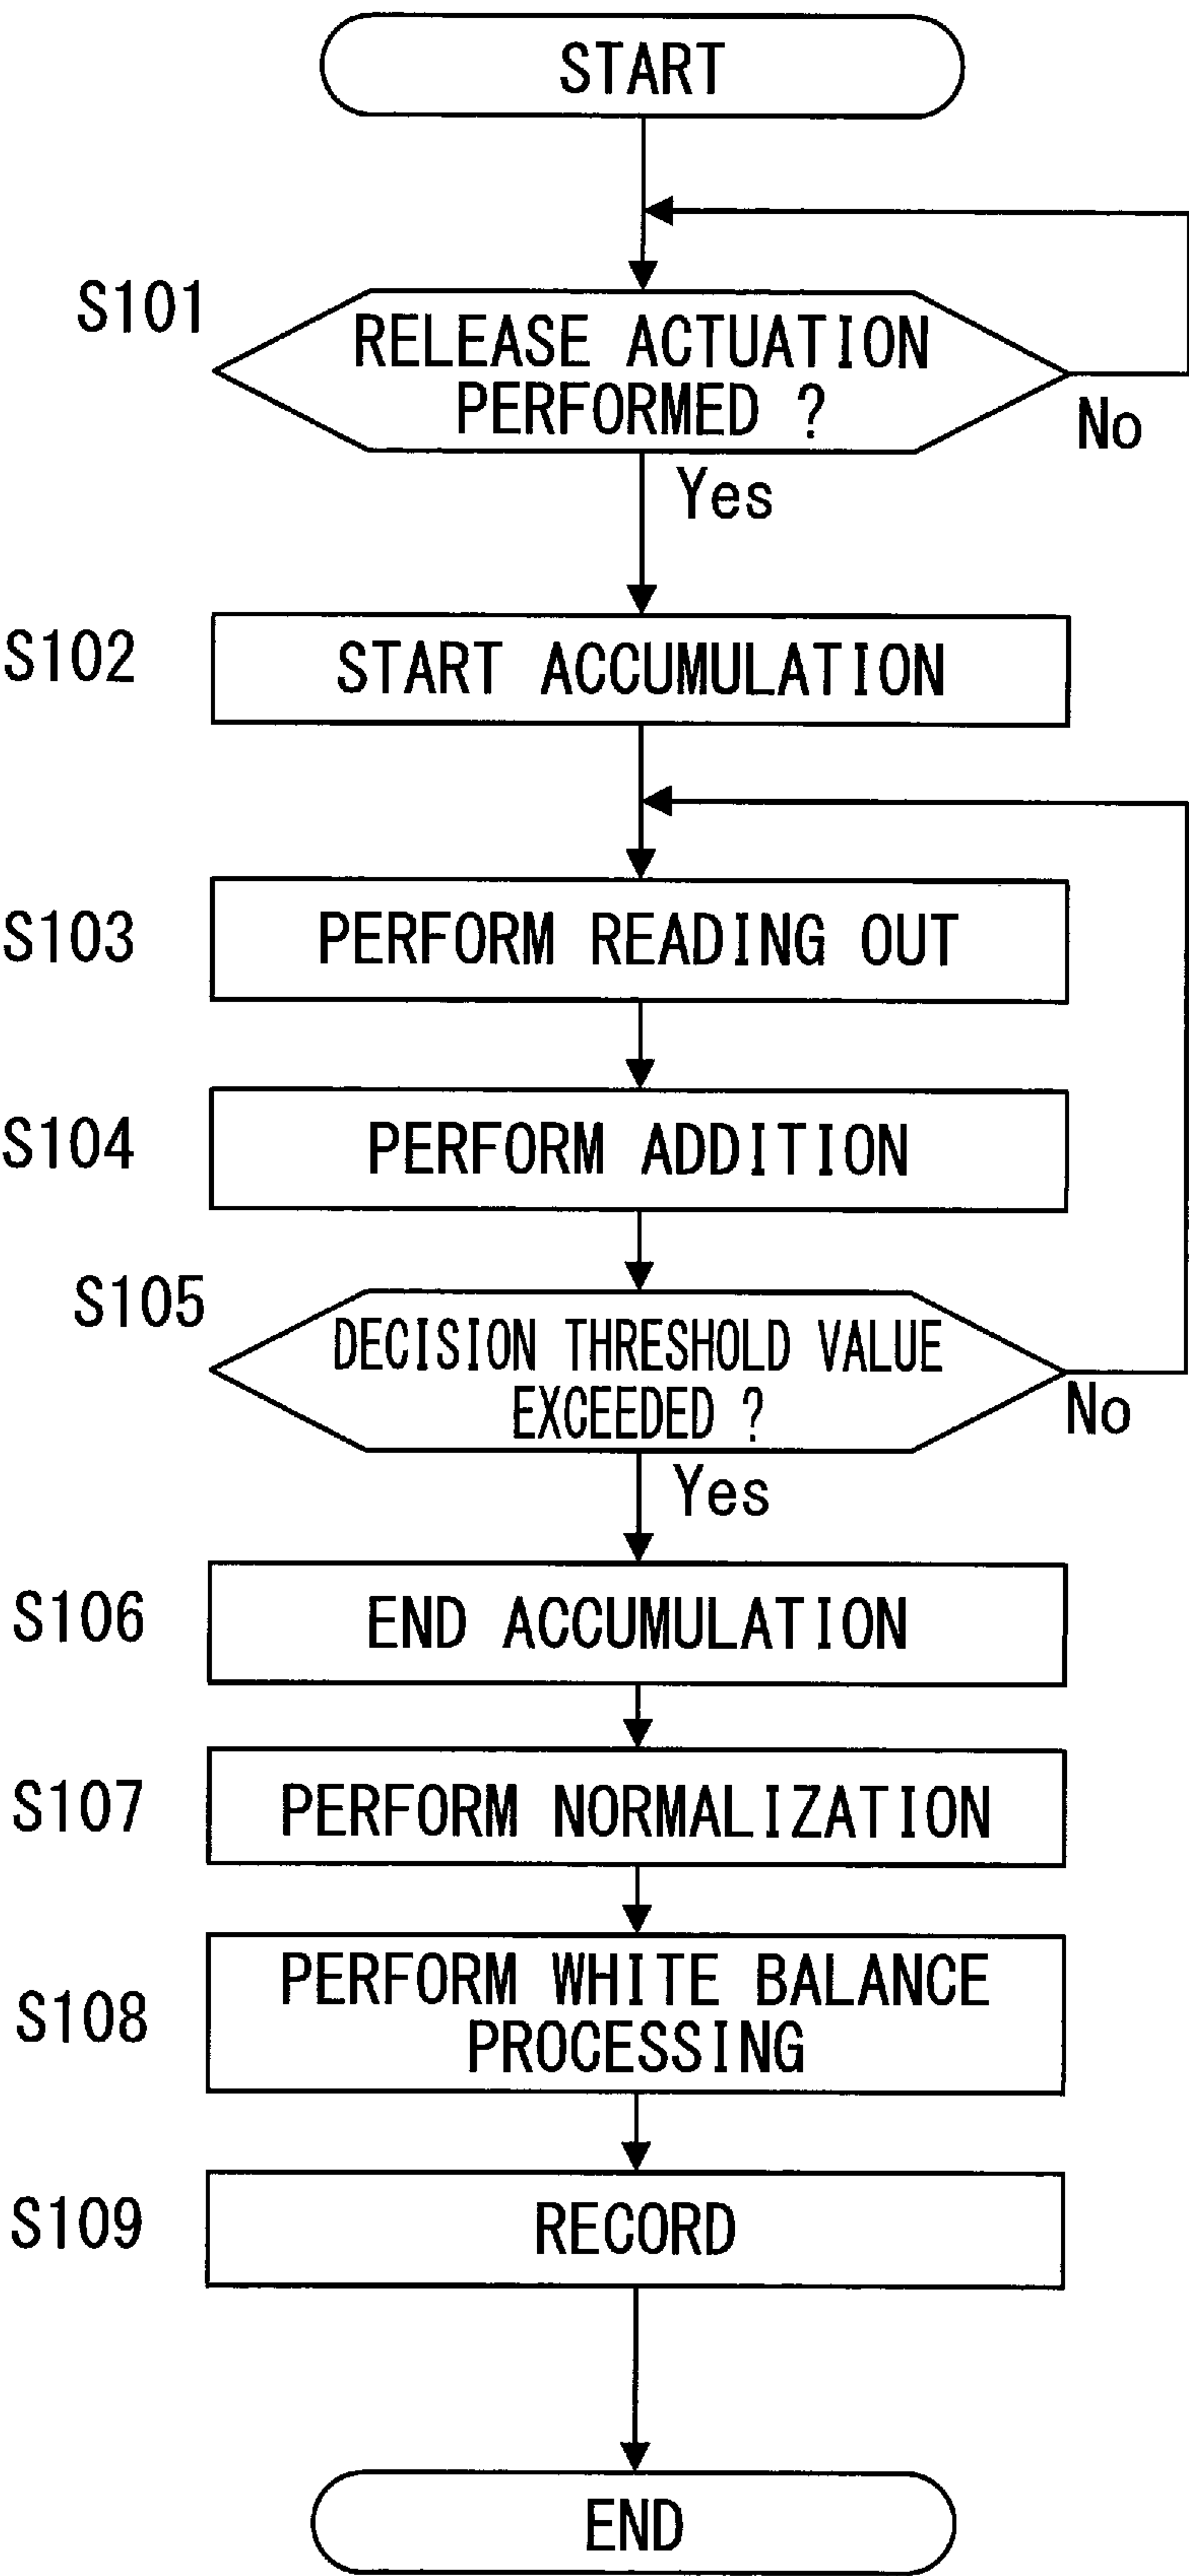 START
S101
RELEASE ACTUATION
PERFORMED ?
No
Yes
S102
START ACCUMULATION
S103
PERFORM READING OUT
S104
PERFORM ADDITION
S105
DECISION THRESHOLD VALUE
EXCEEDED ?
No
Yes
S106
END ACCUMULATION
S107
PERFORM NORMALIZATION
S108
PERFORM WHITE BALANCE
PROCESSING
S109
RECORD
END